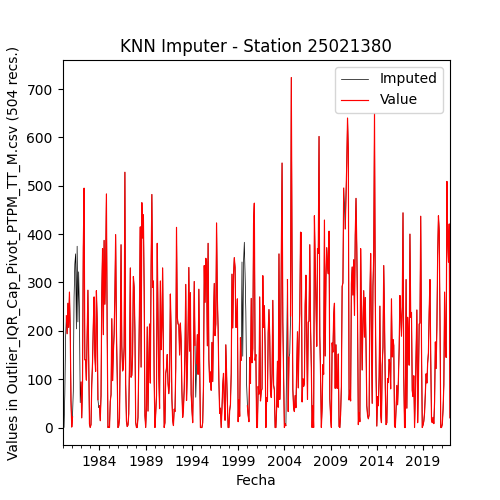 KNN Imputer - Station 25021380
Imputed
Value
Values in Outlier_IQR_Cap_Pivot_PTPM_TT_M.csv (504 recs.)
700
600
500
400
300
200
100
0
1984 1989 1994 1999 2004 2009 2014 2019
Fecha